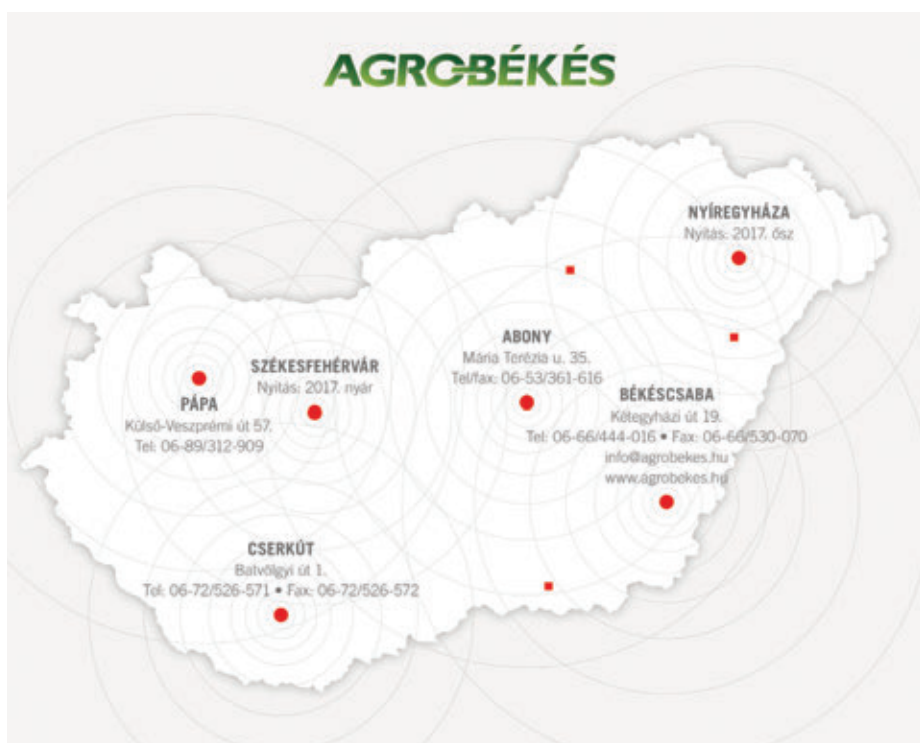 AGROBÉKÉS
NYÍREGYHÁZA
Nyitás: 2017. ősz
ABONY
Mária Terézia u. 35.
Tel/fax: 06-53/361-616
SZÉKESFEHÉRVÁR
Nyitás: 2017. nyár
PÁPA
Külső-Veszprémi út 57.
Tel: 06-89/312-909
BÉKÉSCSABA
Kétegyházi út 19.
Tel: 06-66/444-016 • Fax: 06-66/530-070
info@agrobekes.hu
www.agrobekes.hu
CSERKÚT
Batvölgyi út 1.
Tel: 06-72/526-571 • Fax: 06-72/526-572